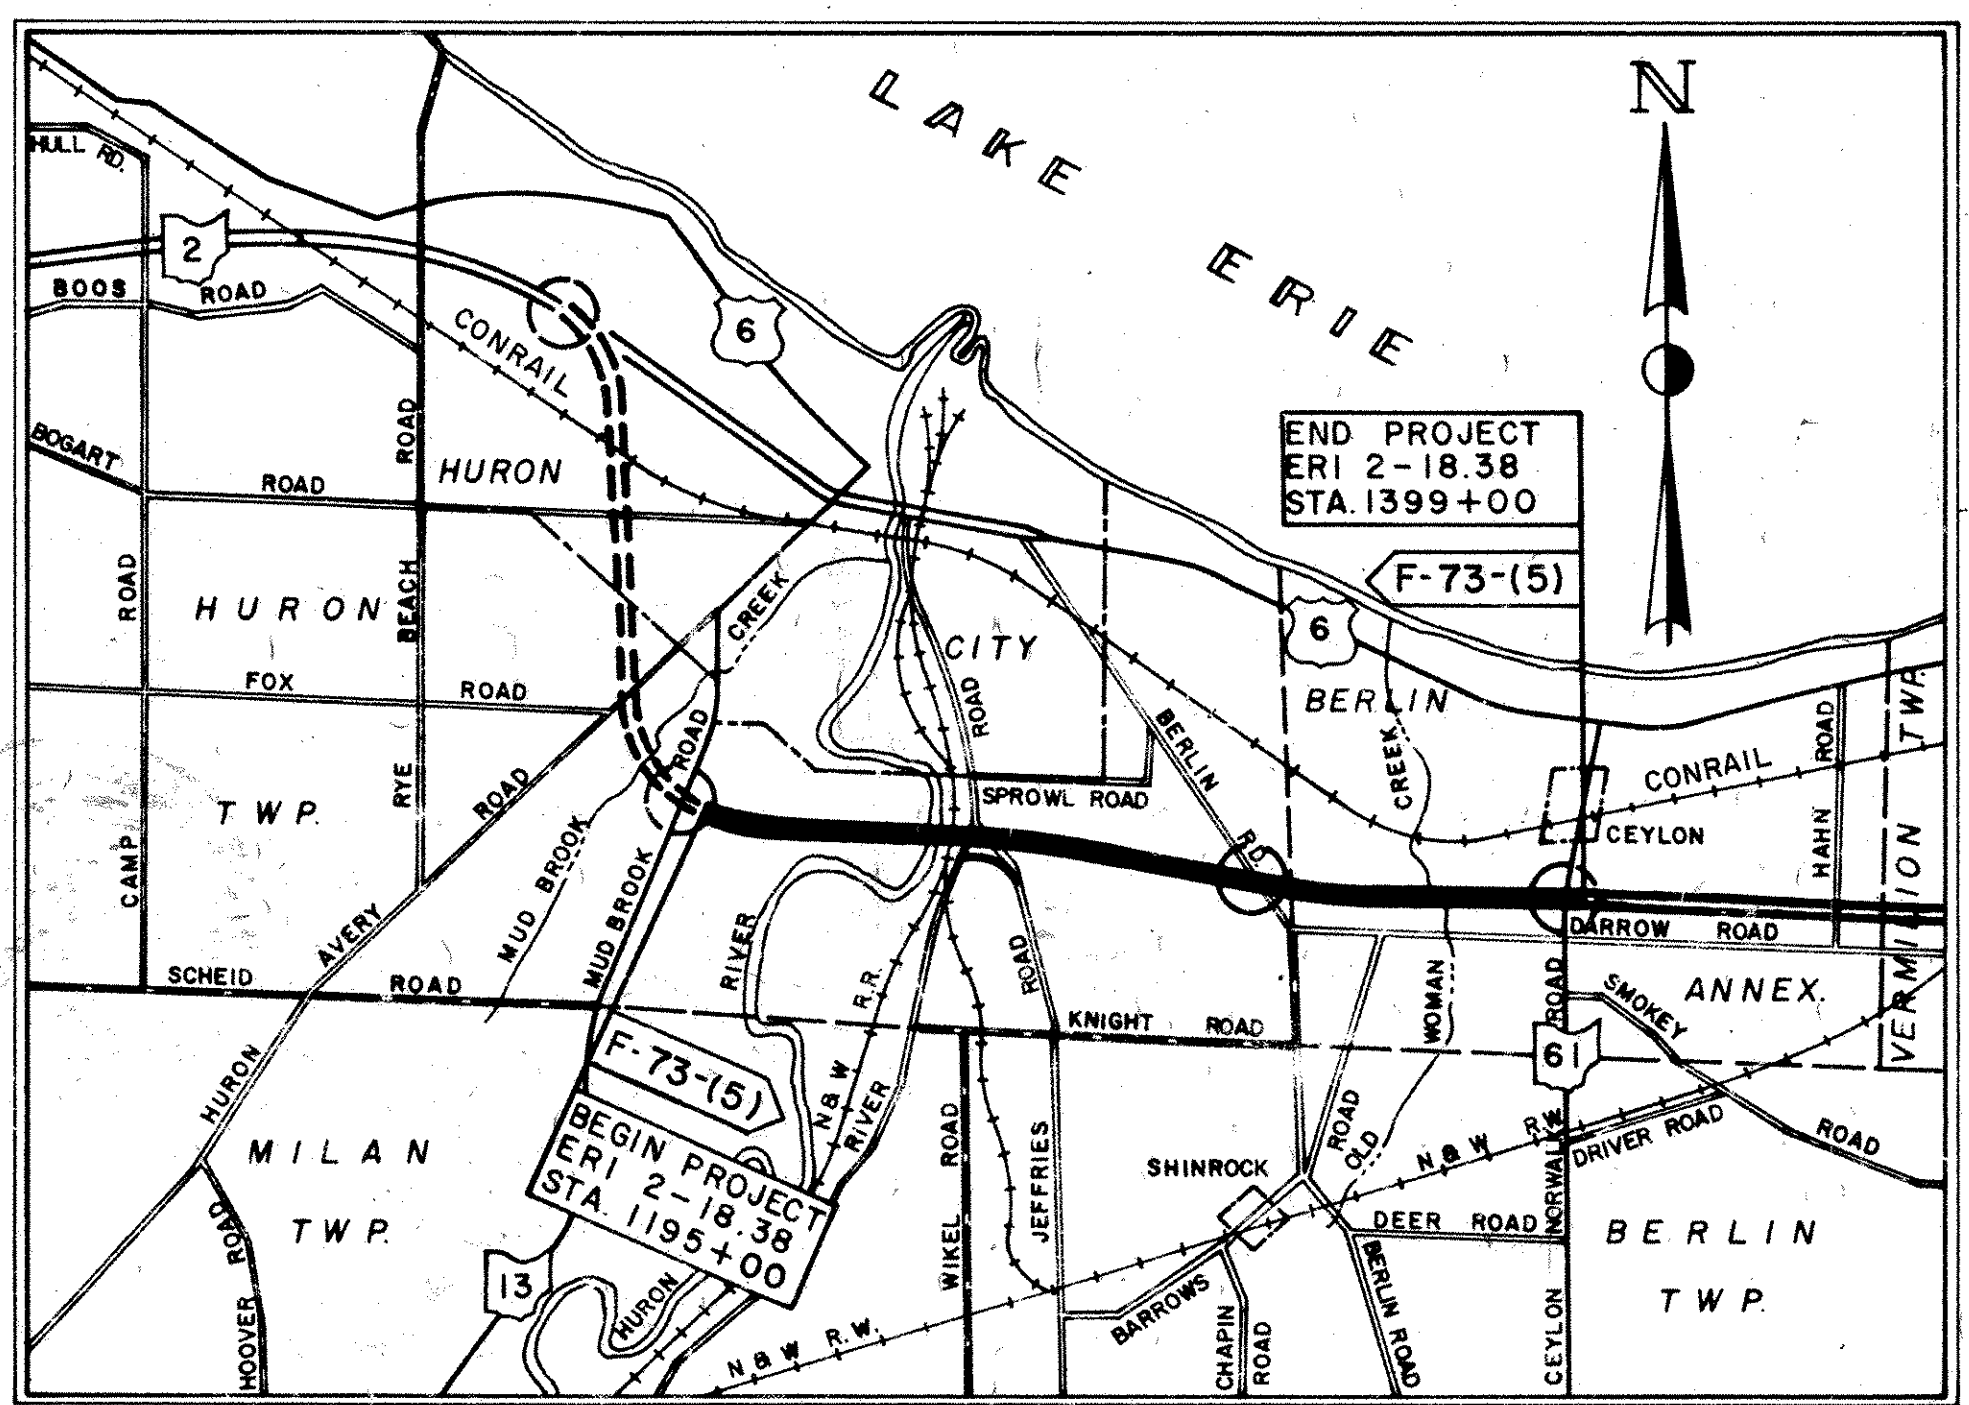 LAKE
ERIE
N
HULL RD.
2
BOOS ROAD
CONRAIL
6
BOGART
ROAD
ROAD
HURON
END PROJECT
ERI 2-18.38
STA. 1399+00
F-73-(5)
6
ROAD
HURON
BEACH
CREEK
CITY
ROAD
BERLIN
FOX
ROAD
ROAD
BERLIN
CREEK
ROAD
TWP.
TWP.
RYE
ROAD
SPROWL ROAD
CONRAIL
CEYLON
CAMP
MUD BROOK
MUD BROOK
RD.
HAHN
VERMILION
AVERY
RIVER
DARROW ROAD
SCHEID
ROAD
R.R.
ROAD
WOMAN
ROAD
SMOKEY
ANNEX.
KNIGHT ROAD
HURON
F-73-(5)
N & W
RIVER
61
BEGIN PROJECT
ERI 2-18.38
STA. 1195+00
MILAN
TWP.
ROAD
JEFFRIES
WIKEL
ROAD
OLD
SHINROCK
N & W R.W.
DRIVER ROAD
ROAD
NORWALK
DEER ROAD
BERLIN
TWP.
ROAD
HOOVER
13
HURON
N & W R.W.
BARROWS
CHAPIN
ROAD
BERLIN ROAD
CEYLON